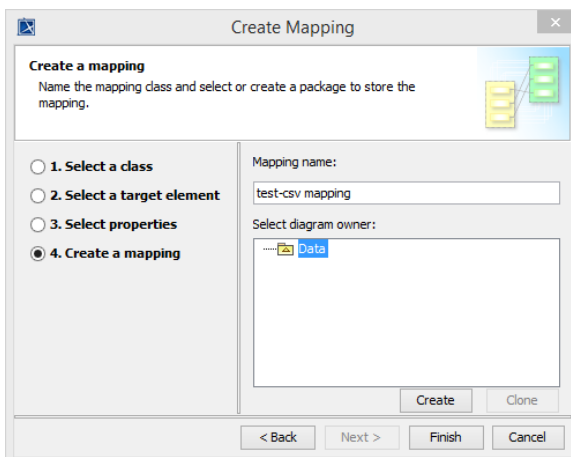 Create Mapping
Create a mapping
Name the mapping class and select or create a package to store the
mapping.
1. Select a class
2. Select a target element
3. Select properties
4. Create a mapping
Mapping name:
test-csv mapping
Select diagram owner:
Data
Create
Clone
< Back
Next >
Finish
Cancel